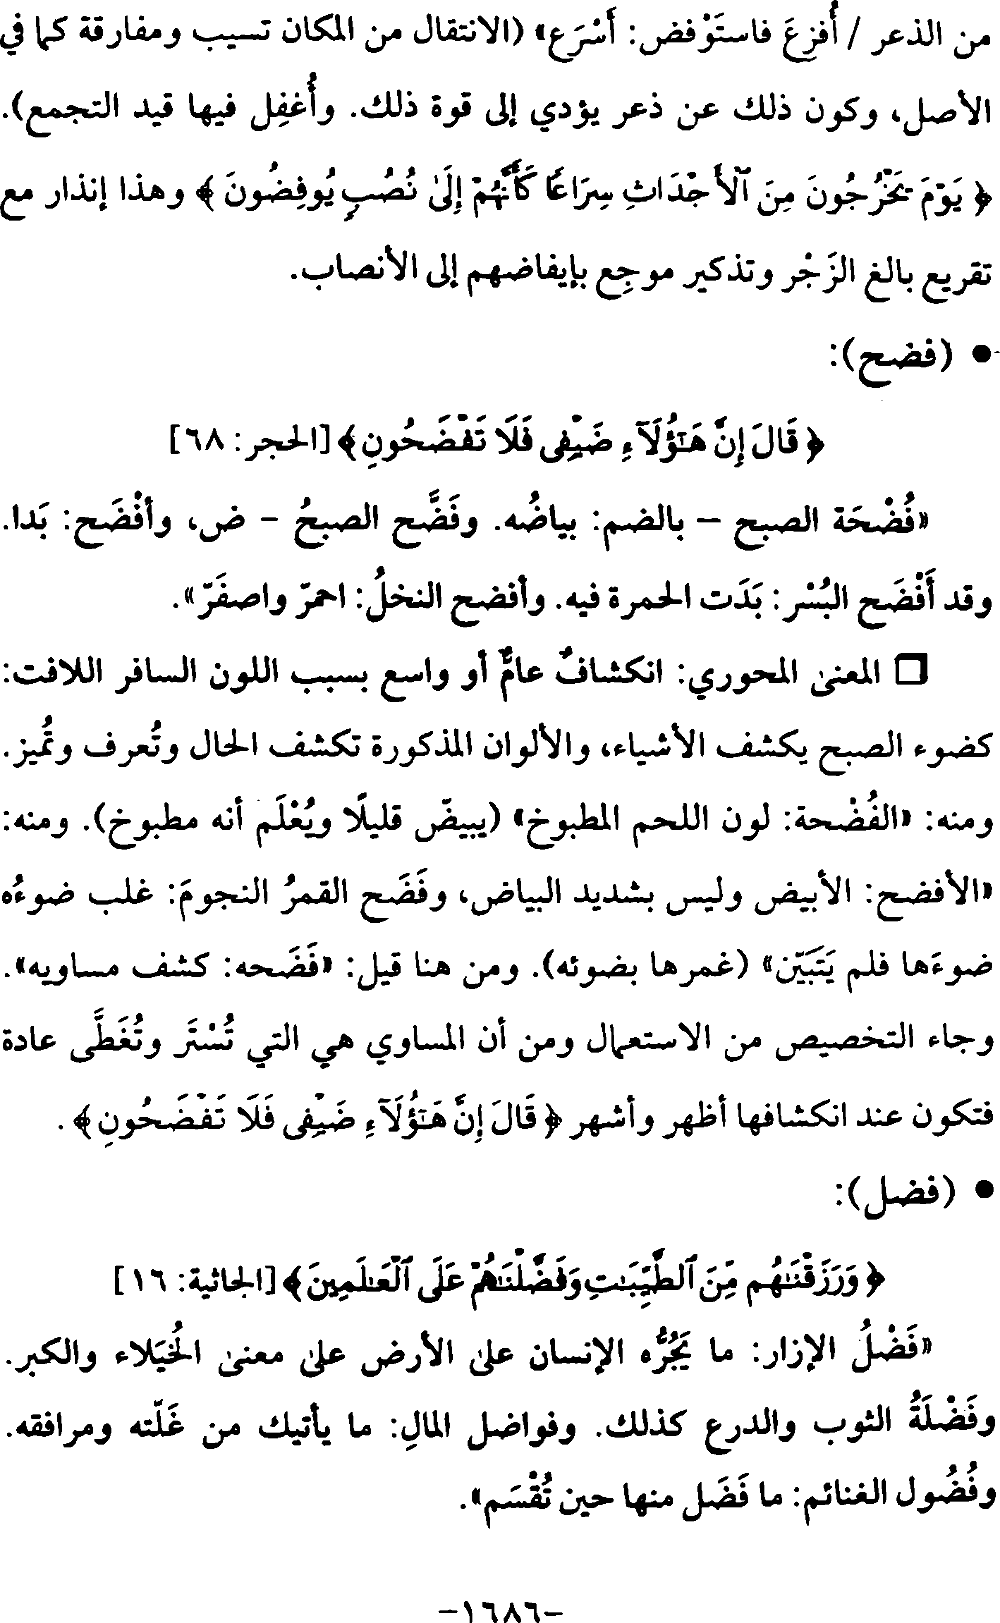 من الذعر / أُفزِعَ فاستَوْفض: أَسْرَع» (الانتقال من المكان تسيب ومفارقة كما في
الأصل، وكون ذلك عن ذعر يؤدي إلى قوة ذلك. وأُغفِل فيها قيد التجمع).
﴿ يَوْمَ يَخْرُجُونَ مِنَ ٱلْأَجْدَاثِ سِرَاعًا كَأَنَّهُمْ إِلَىٰ نُصُبٍ يُوفِضُونَ ﴾ وهذا إنذار مع
تقريع بالغ الزَجْر وتذكير موجِع بإيفاضهم إلى الأنصاب.
• (فضح):
﴿ قَالَ إِنَّ هَـٰٓؤُلَآءِ ضَيْفِى فَلَا تَفْضَحُونِ ﴾ [الحجر: ٦٨]
«فُضْحَة الصبح – بالضم: بياضُه. وفَضَّح الصبحُ – ض، وأفْضَح: بَدا.
وقد أَفْضَح البُسْر: بَدَت الحمرة فيه. وأفضح النخلُ: احمرّ واصفَرّ».
❒ المعنى المحوري: انكشافٌ عامٌّ أو واسع بسبب اللون السافر اللافت:
كضوء الصبح يكشف الأشياء، والألوان المذكورة تكشف الحال وتُعرف وتُميز.
ومنه: «الفُضْحة: لون اللحم المطبوخ» (يبيضّ قليلًا ويُعْلَم أنه مطبوخ). ومنه:
«الأفضح: الأبيض وليس بشديد البياض، وفَضَح القمرُ النجومَ: غلب ضوءُه
ضوءَها فلم يَتَبَيّن» (غمرها بضوئه). ومن هنا قيل: «فَضَحه: كشف مساويه».
وجاء التخصيص من الاستعمال ومن أن المساوي هي التي تُسْتَر وتُغَطَّى عادة
فتكون عند انكشافها أظهر وأشهر ﴿ قَالَ إِنَّ هَـٰٓؤُلَآءِ ضَيْفِى فَلَا تَفْضَحُونِ ﴾.
• (فضل):
﴿ وَرَزَقْنَـٰهُم مِّنَ ٱلطَّيِّبَـٰتِ وَفَضَّلْنَـٰهُمْ عَلَى ٱلْعَـٰلَمِينَ ﴾ [الجاثية: ١٦]
«فَضْلُ الإزار: ما يَجُرُّه الإنسان على الأرض على معنى الخُيَلاء والكبر.
وفَضْلَةُ الثوب والدرع كذلك. وفواضل المالِ: ما يأتيك من غَلّته ومرافقه.
وفُضُول الغنائم: ما فَضَل منها حين تُقْسَم».
-١٦٨٦-